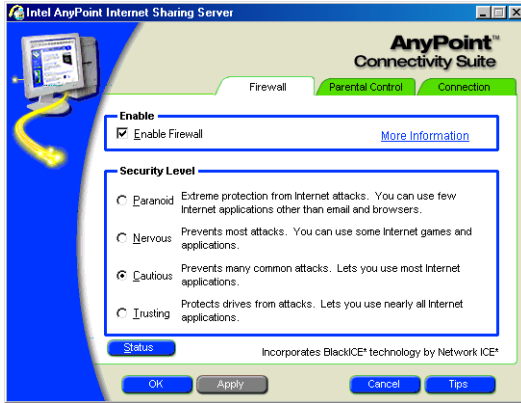 Intel AnyPoint Internet Sharing Server
AnyPoint™
Connectivity Suite
Firewall
Parental Control
Connection
Enable
Enable Firewall
More Information
Security Level
Paranoid
Extreme protection from Internet attacks. You can use few
Internet applications other than email and browsers.
Nervous
Prevents most attacks. You can use some Internet games and
applications.
Cautious
Prevents many common attacks. Lets you use most Internet
applications.
Trusting
Protects drives from attacks. Lets you use nearly all Internet
applications.
Status
Incorporates BlackICE* technology by Network ICE*
OK
Apply
Cancel
Tips